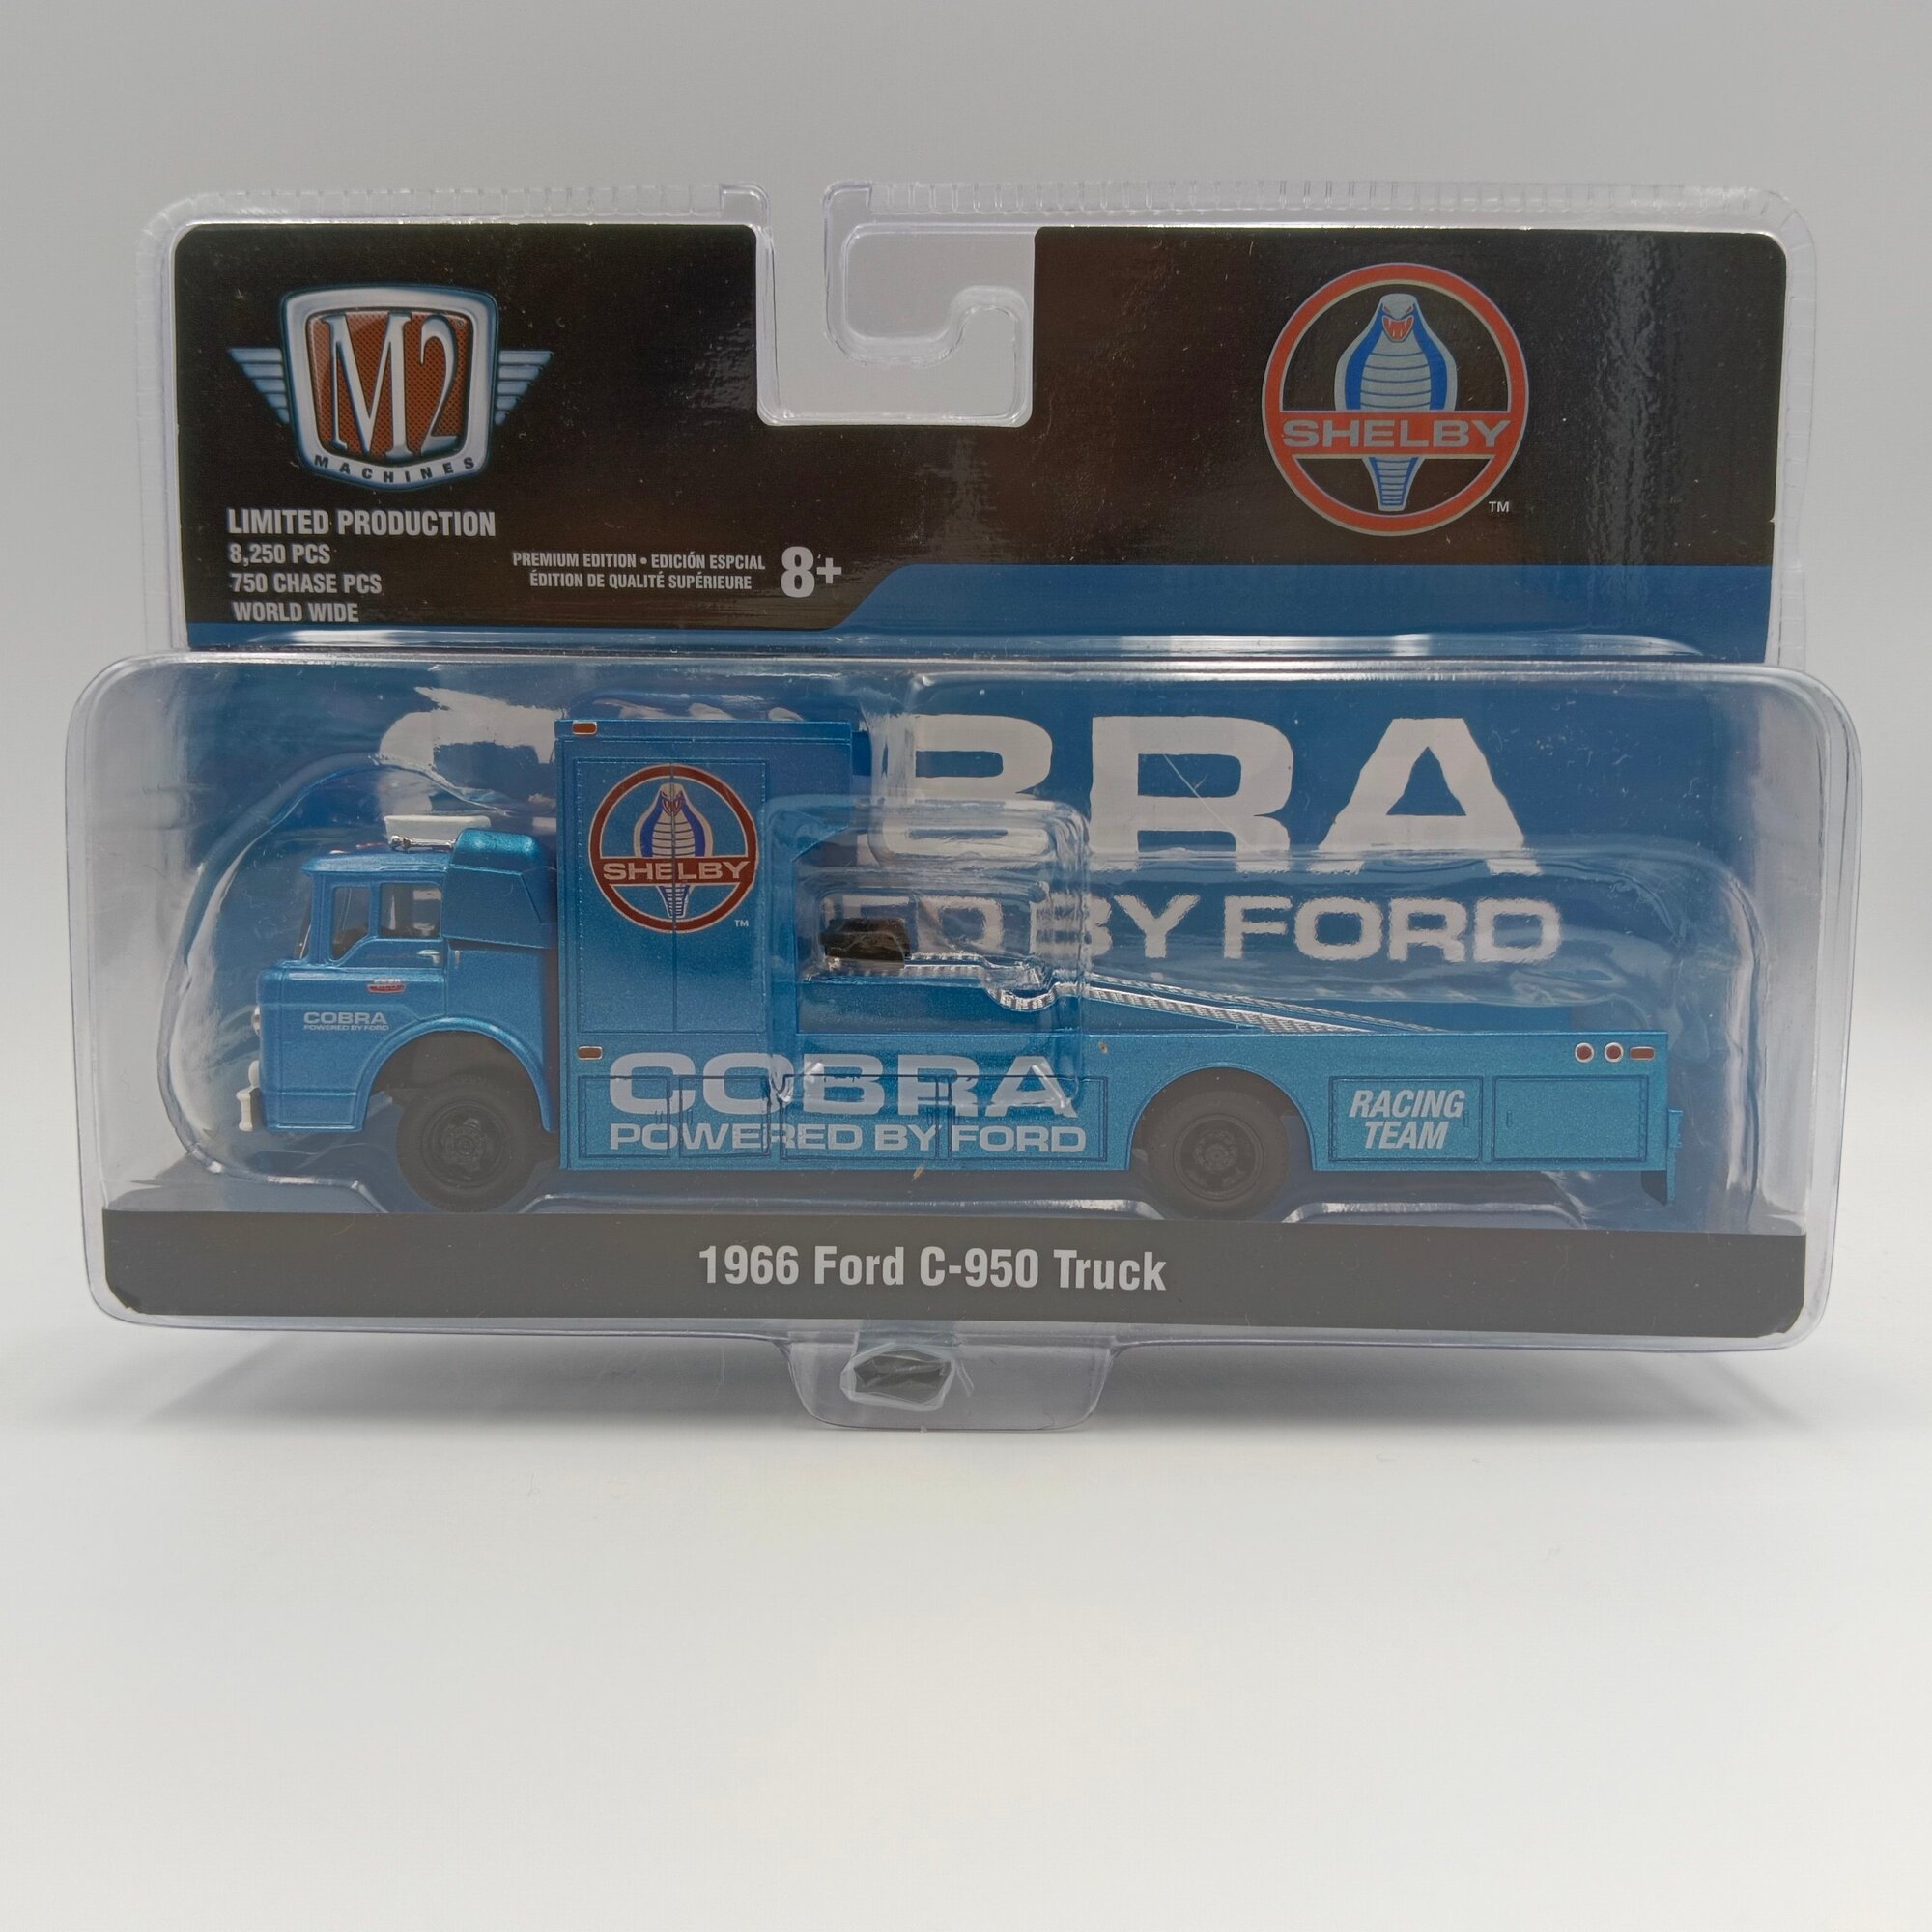 M2
MACHINES
LIMITED PRODUCTION
8,250 PCS
750 CHASE PCS
WORLD WIDE
PREMIUM EDITION • EDICIÓN ESPCIAL
ÉDITION DE QUALITÉ SUPÉRIEURE
8+
SHELBY
TM
BRA
ED BY FORD
SHELBY
TM
COBRA
POWERED BY FORD
COBRA
POWERED BY FORD
RACING
TEAM
1966 Ford C-950 Truck